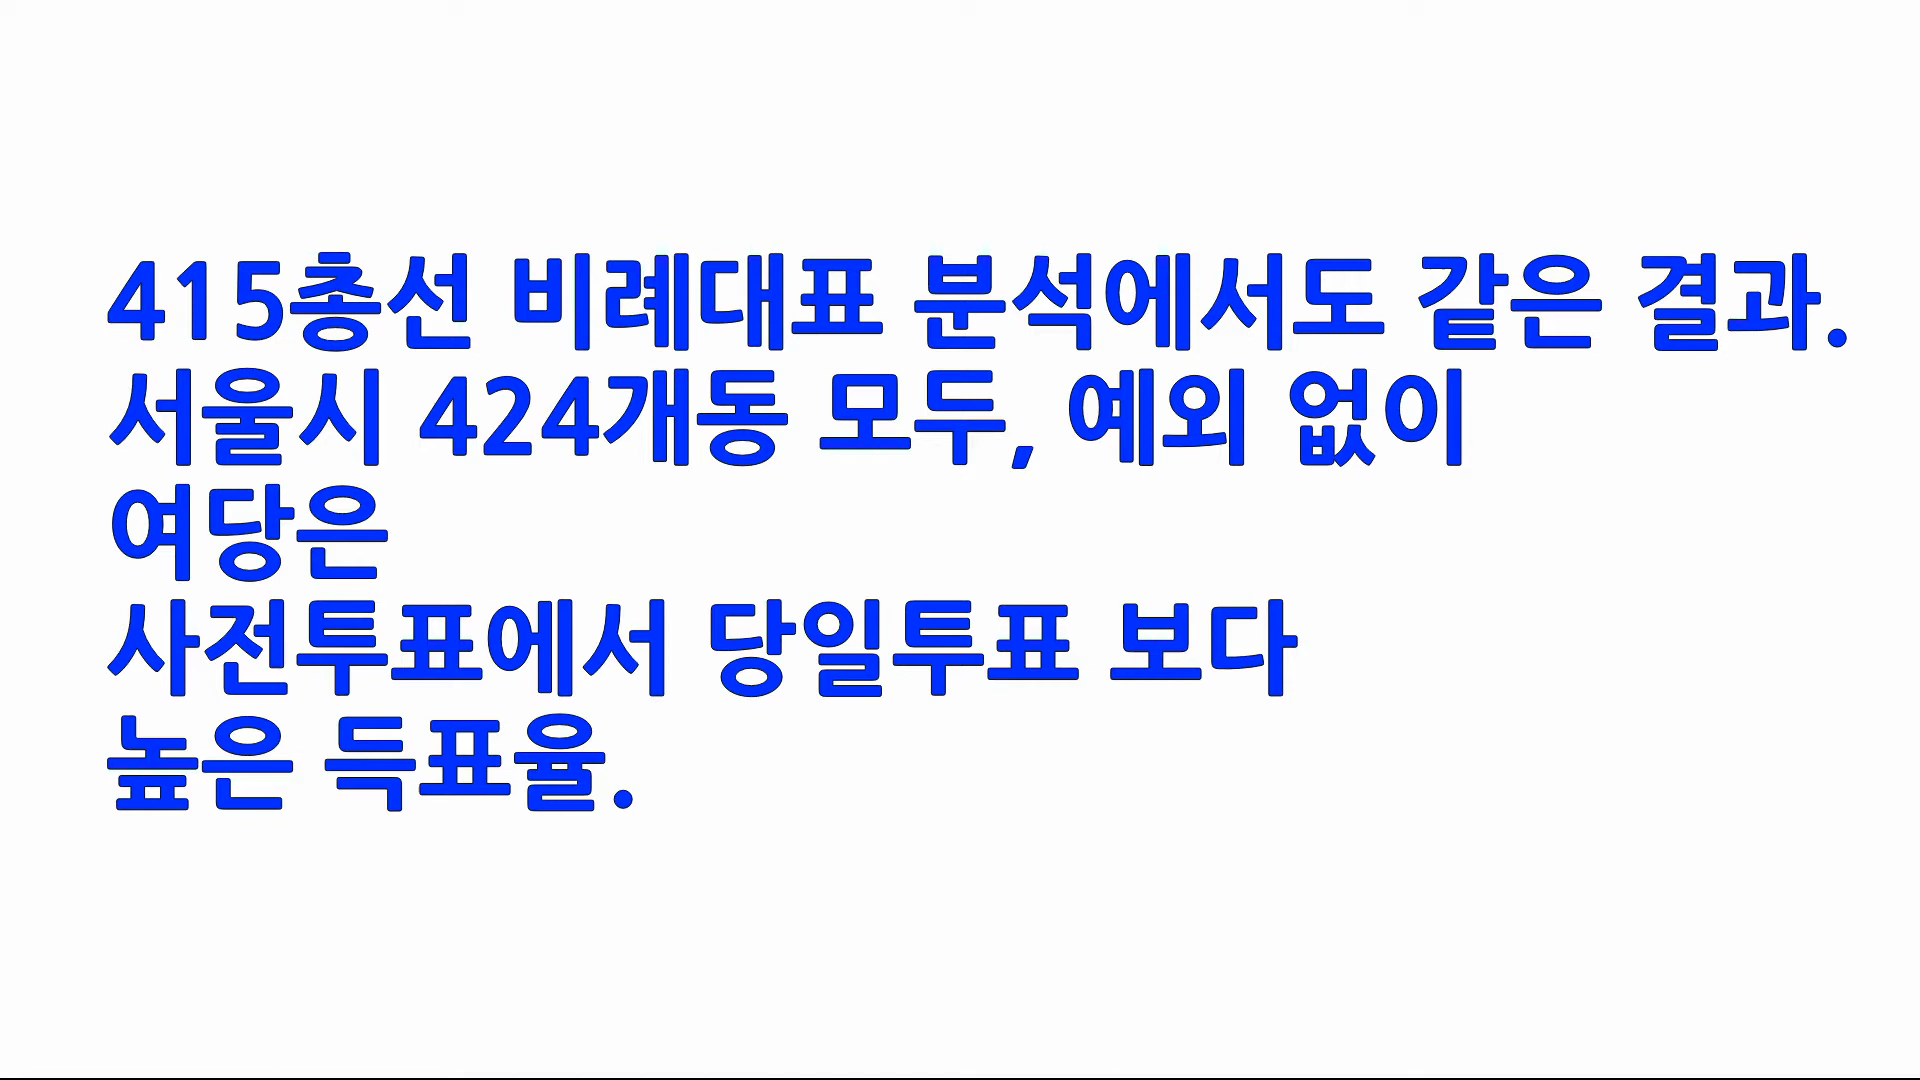 415총선 비례대표 분석에서도 같은 결과.
서울시 424개동 모두, 예외 없이
여당은
사전투표에서 당일투표 보다
높은 득표율.